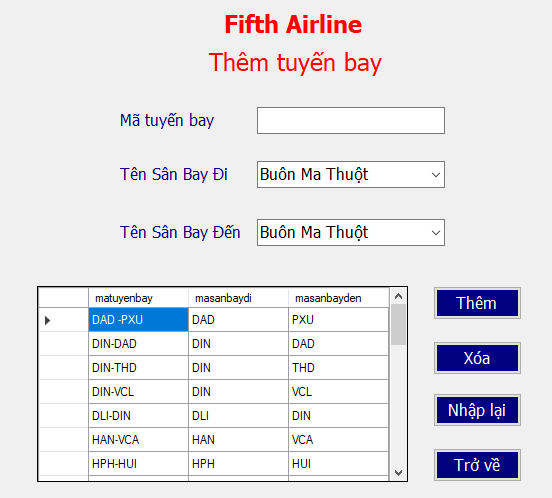 Fifth Airline
Thêm tuyến bay
Mã tuyến bay
Tên Sân Bay Đi Buôn Ma Thuột
Tên Sân Bay Đến Buôn Ma Thuột
matuyenbay masanbaydi masanbayden
DAD -PXU DAD PXU
DIN-DAD DIN DAD
DIN-THD DIN THD
DIN-VCL DIN VCL
DLI-DIN DLI DIN
HAN-VCA HAN VCA
HPH-HUI HPH HUI
Thêm
Xóa
Nhập lại
Trở về